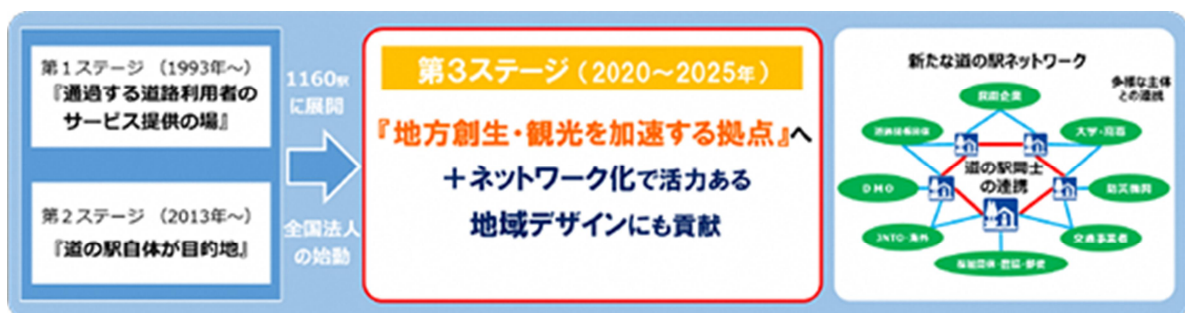 第1ステージ （1993年～）
『通過する道路利用者の
サービス提供の場』
第2ステージ （2013年～）
『道の駅自体が目的地』
1160駅
に展開
全国法人
の始動
第3ステージ（2020～2025年）
『地方創生・観光を加速する拠点』へ
＋ネットワーク化で活力ある
地域デザインにも貢献
新たな道の駅ネットワーク
多様な主体
との連携
民間企業
大学・高専
道の駅同士
の連携
DMO
防災機関
JNTO・海外
交通事業者